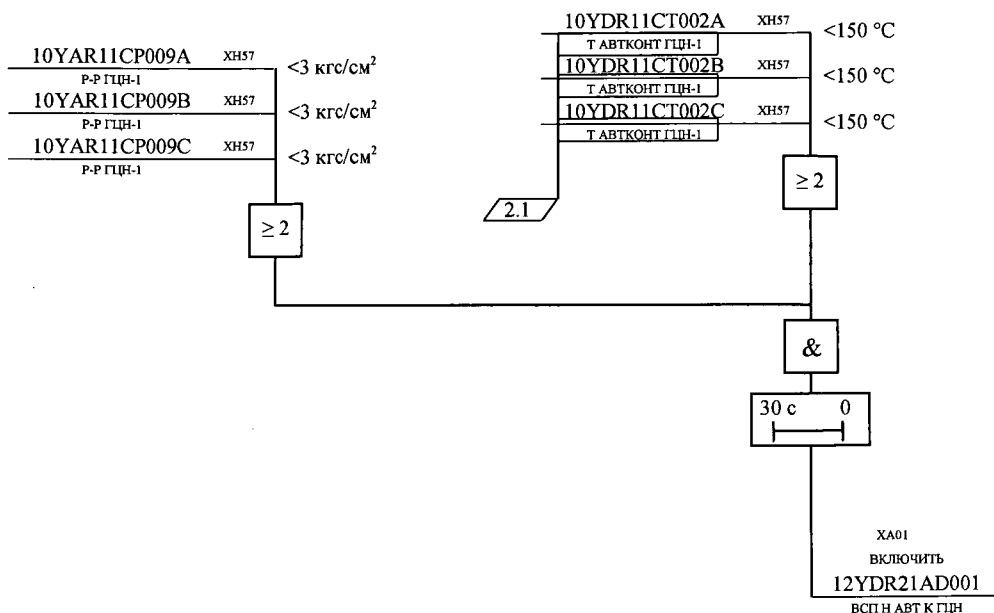 10YAR11CP009A XH57 <3 кгс/см²
Р-Р ГЦН-1
10YAR11CP009B XH57 <3 кгс/см²
Р-Р ГЦН-1
10YAR11CP009C XH57 <3 кгс/см²
Р-Р ГЦН-1
≥ 2
10YDR11CT002A XH57 <150 °C
Т АВТКОНТ ГЦН-1
10YDR11CT002B XH57 <150 °C
Т АВТКОНТ ГЦН-1
10YDR11CT002C XH57 <150 °C
Т АВТКОНТ ГЦН-1
2.1
≥ 2
&
30 с 0
XA01
ВКЛЮЧИТЬ
12YDR21AD001
ВСП Н АВТ К ГЦН